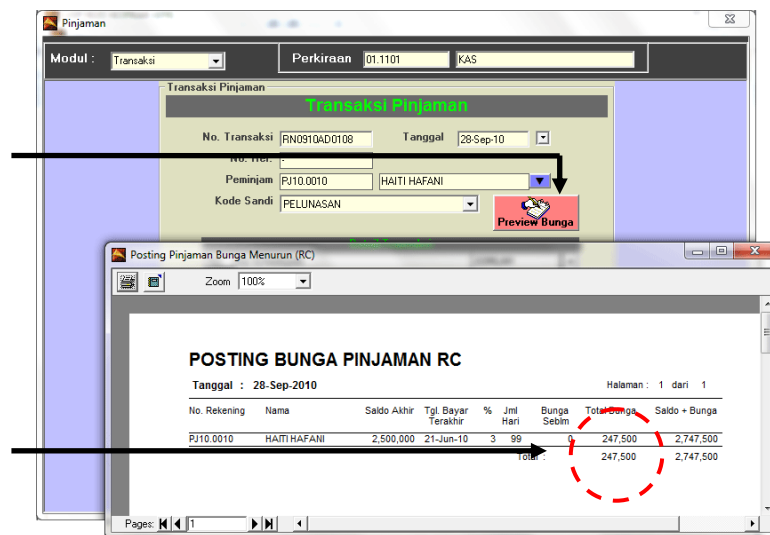 Pinjaman
Modul : Transaksi Perkiraan 01.1101 KAS
Transaksi Pinjaman
Transaksi Pinjaman
No. Transaksi RN0910AD0108 Tanggal 28-Sep-10
No. Ref. -
Peminjam PJ10.0010 HAITI HAFANI
Kode Sandi PELUNASAN
Preview Bunga
Posting Pinjaman Bunga Menurun (RC)
Zoom 100%
POSTING BUNGA PINJAMAN RC
Tanggal : 28-Sep-2010 Halaman : 1 dari 1
No. Rekening Nama Saldo Akhir Tgl. Bayar Terakhir % Jml Hari Bunga Seblm Total Bunga Saldo + Bunga
PJ10.0010 HAITI HAFANI 2,500,000 21-Jun-10 3 99 0 247,500 2,747,500
Total : 247,500 2,747,500
Pages: 1